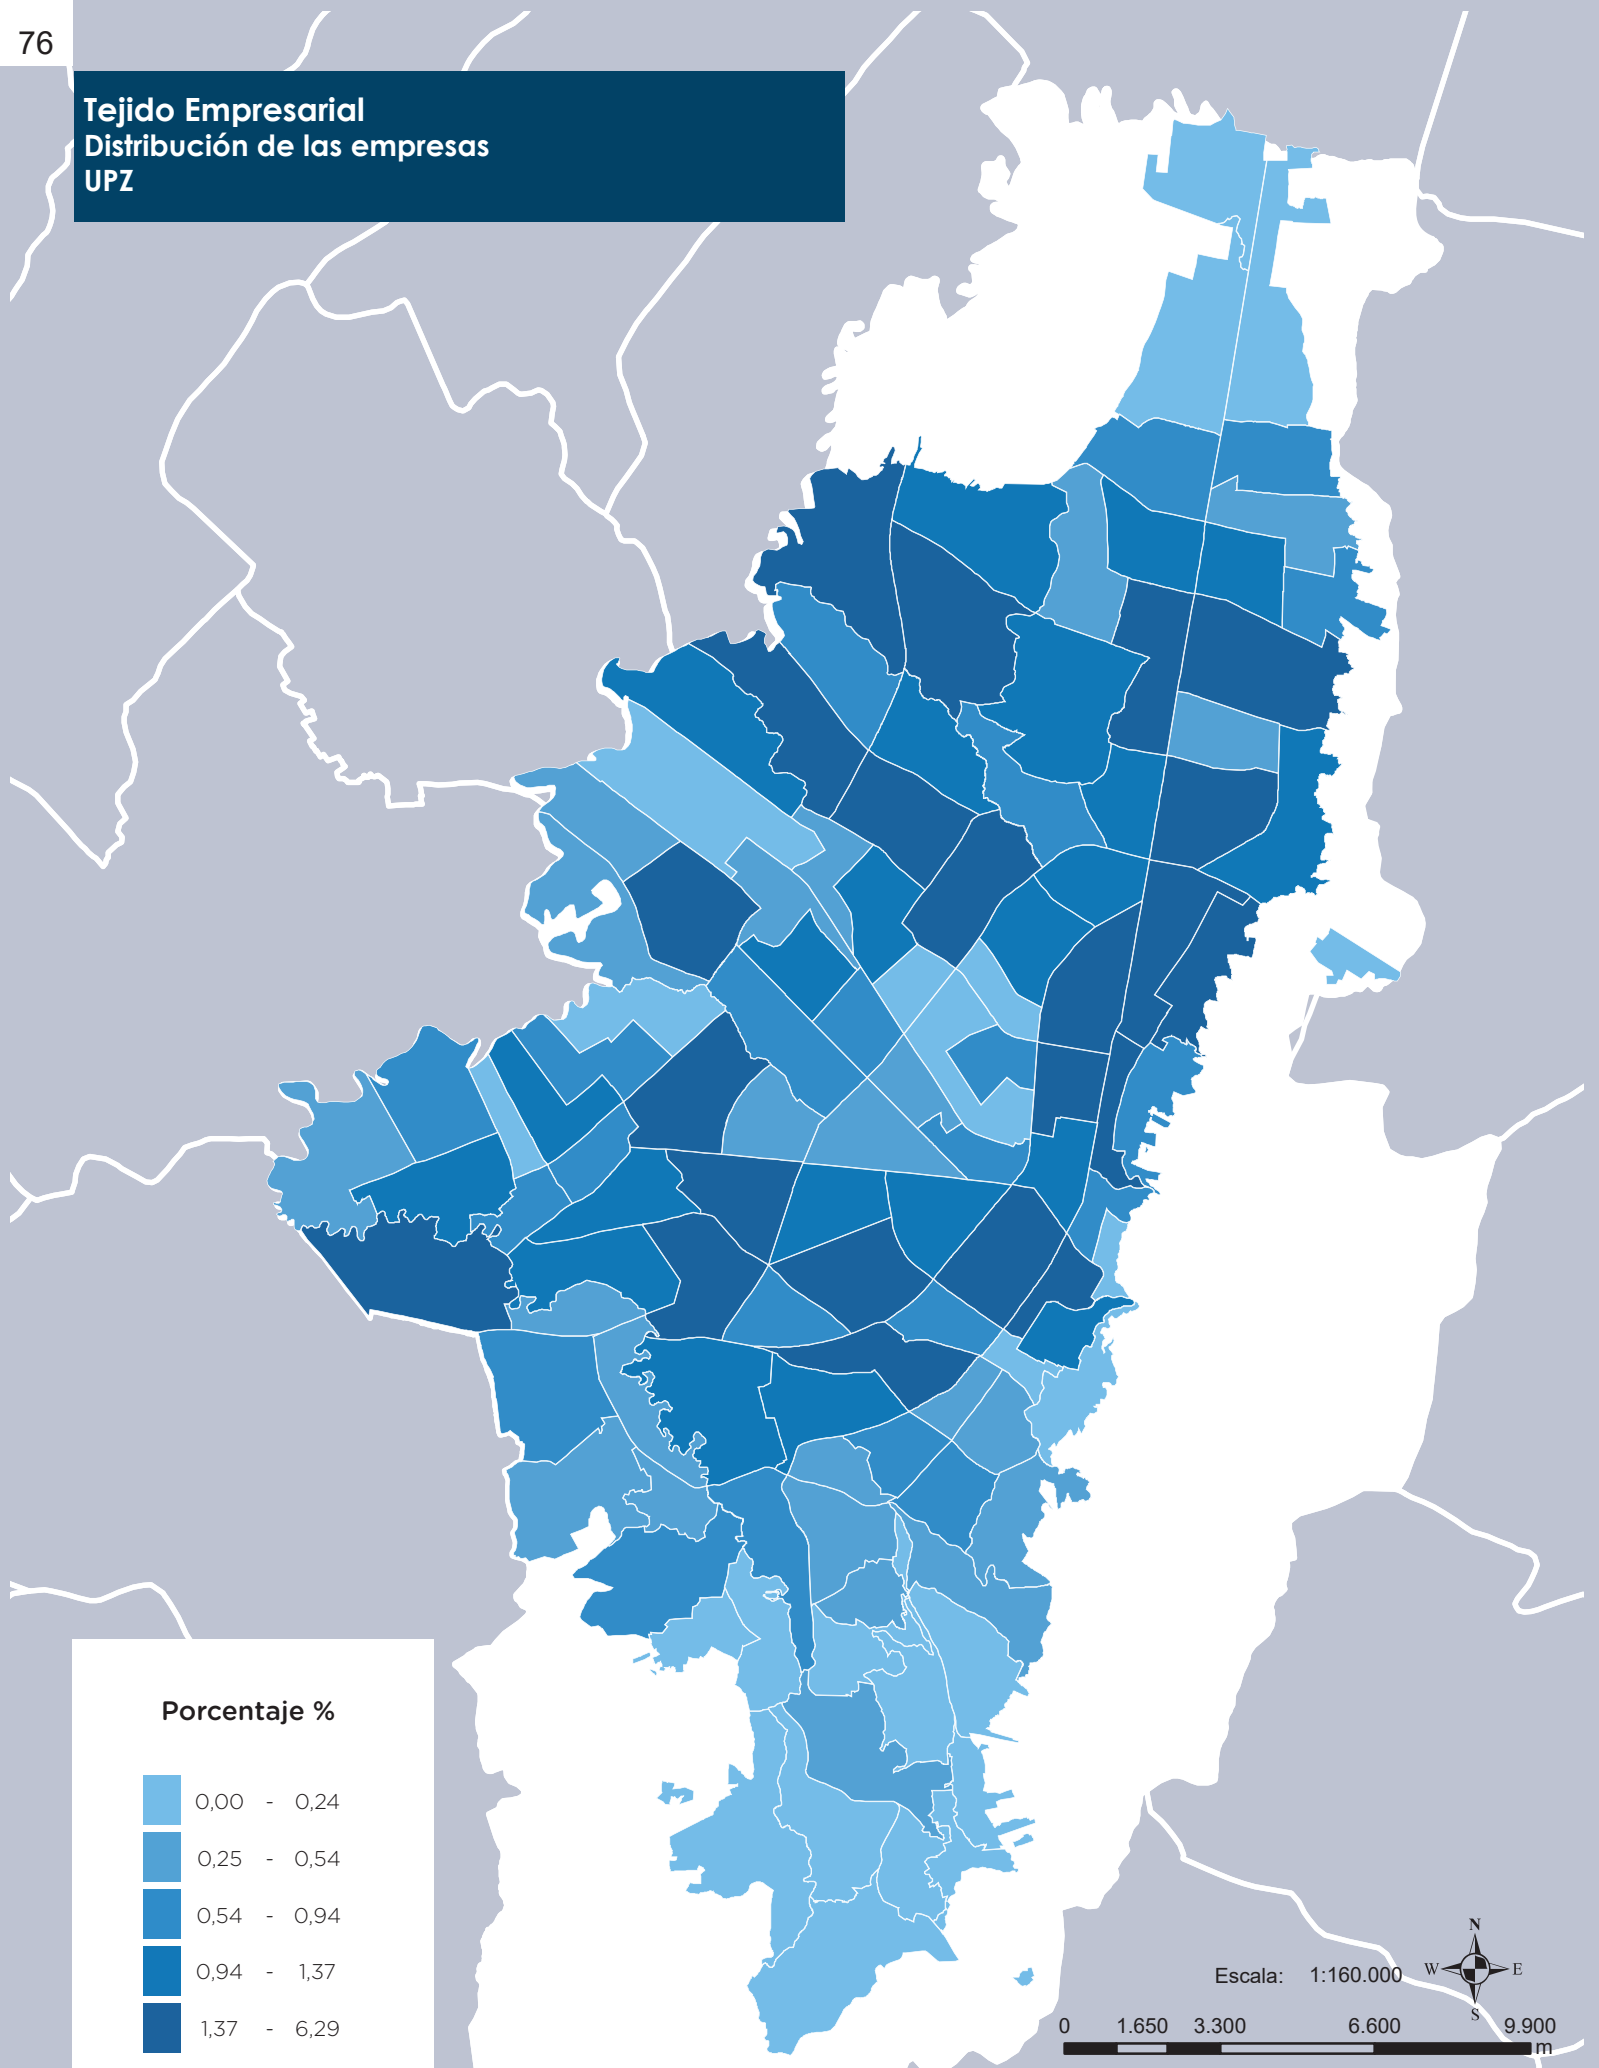 76
Tejido Empresarial
Distribución de las empresas
UPZ
Porcentaje %
0,00 - 0,24
0,25 - 0,54
0,54 - 0,94
0,94 - 1,37
1,37 - 6,29
N
W E
S
Escala: 1:160.000
0 1.650 3.300 6.600 9.900
m